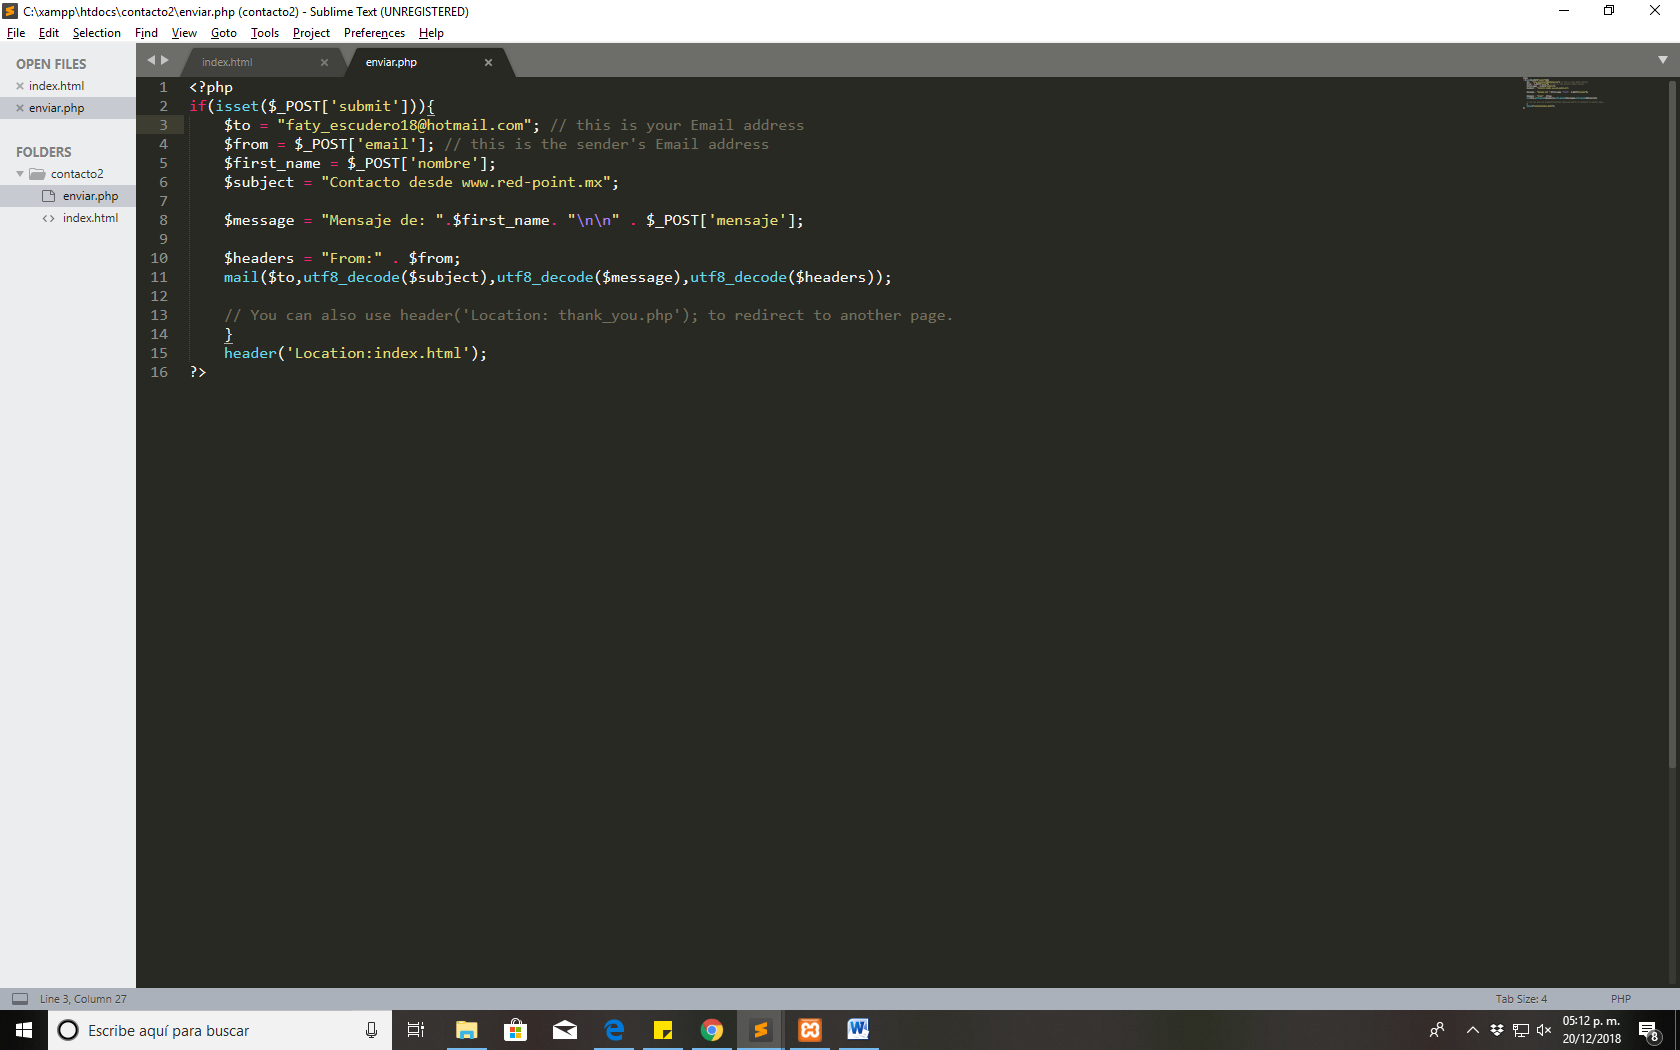 C:\xampp\htdocs\contacto2\enviar.php (contacto2) - Sublime Text (UNREGISTERED)
File Edit Selection Find View Goto Tools Project Preferences Help
OPEN FILES
index.html
enviar.php
FOLDERS
contacto2
enviar.php
index.html
index.html enviar.php
1 <?php
2 if(isset($_POST['submit'])){
3     $to = "faty_escudero18@hotmail.com"; // this is your Email address
4     $from = $_POST['email']; // this is the sender's Email address
5     $first_name = $_POST['nombre'];
6     $subject = "Contacto desde www.red-point.mx";
7
8     $message = "Mensaje de: ".$first_name. "\n\n" . $_POST['mensaje'];
9
10     $headers = "From:" . $from;
11     mail($to,utf8_decode($subject),utf8_decode($message),utf8_decode($headers));
12
13     // You can also use header('Location: thank_you.php'); to redirect to another page.
14     }
15     header('Location:index.html');
16 ?>
Line 3, Column 27
Tab Size: 4 PHP
Escribe aquí para buscar
05:12 p. m.
20/12/2018
8